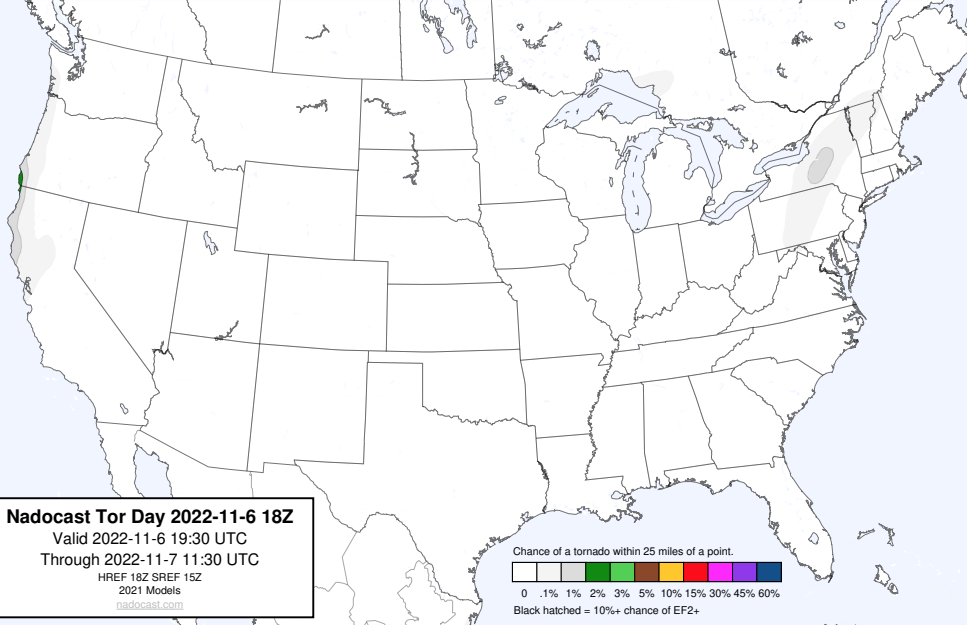 Nadocast Tor Day 2022-11-6 18Z
Valid 2022-11-6 19:30 UTC
Through 2022-11-7 11:30 UTC
HREF 18Z SREF 15Z
2021 Models
nadocast.com
Chance of a tornado within 25 miles of a point.
0 .1% 1% 2% 3% 5% 10% 15% 30% 45% 60%
Black hatched = 10%+ chance of EF2+